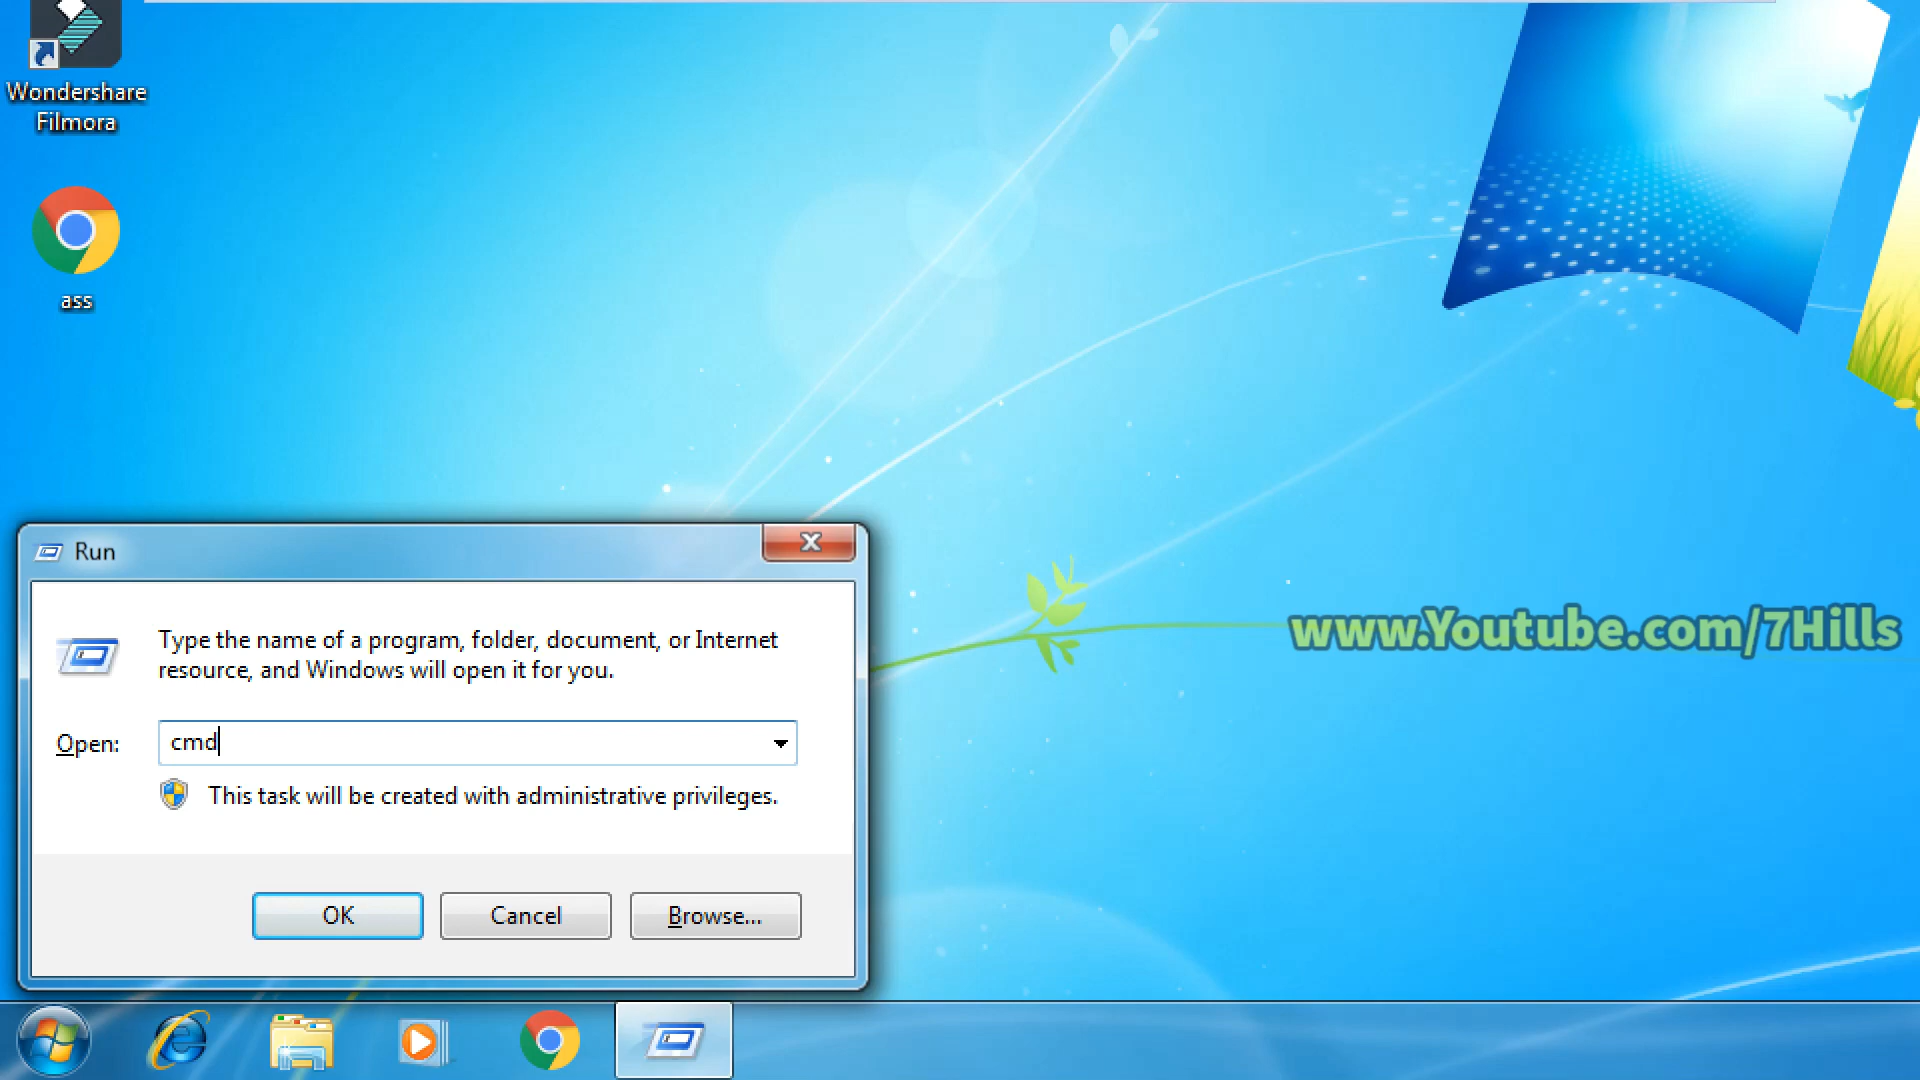 Wondershare
Filmora
ass
Run
Type the name of a program, folder, document, or Internet
resource, and Windows will open it for you.
Open: cmd
This task will be created with administrative privileges.
OK Cancel Browse...
www.Youtube.com/7Hills